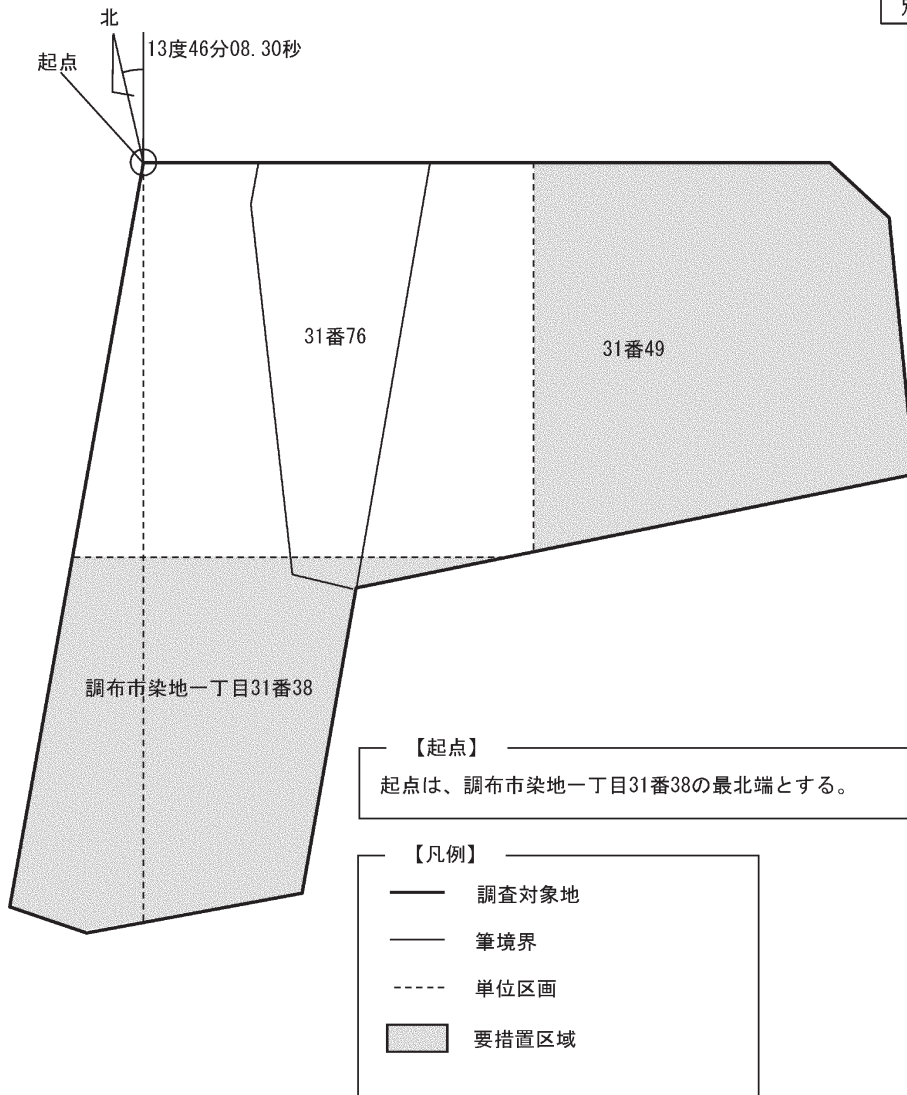 北
13度46分08.30秒
起点
31番76
31番49
調布市染地一丁目31番38
【起点】
起点は、調布市染地一丁目31番38の最北端とする。
【凡例】
調査対象地
筆境界
単位区画
要措置区域